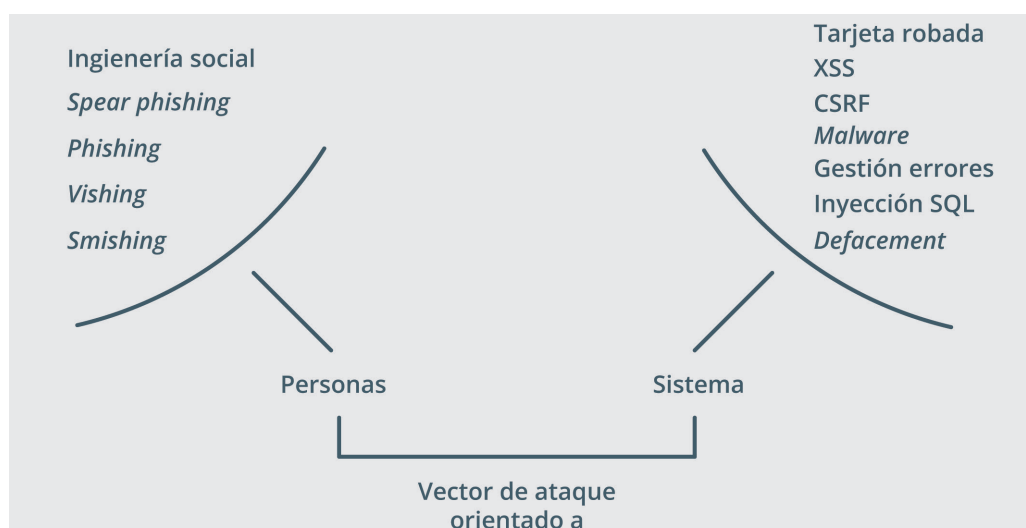 Ingienería social
Spear phishing
Phishing
Vishing
Smishing
Tarjeta robada
XSS
CSRF
Malware
Gestión errores
Inyección SQL
Defacement
Personas
Sistema
Vector de ataque
orientado a